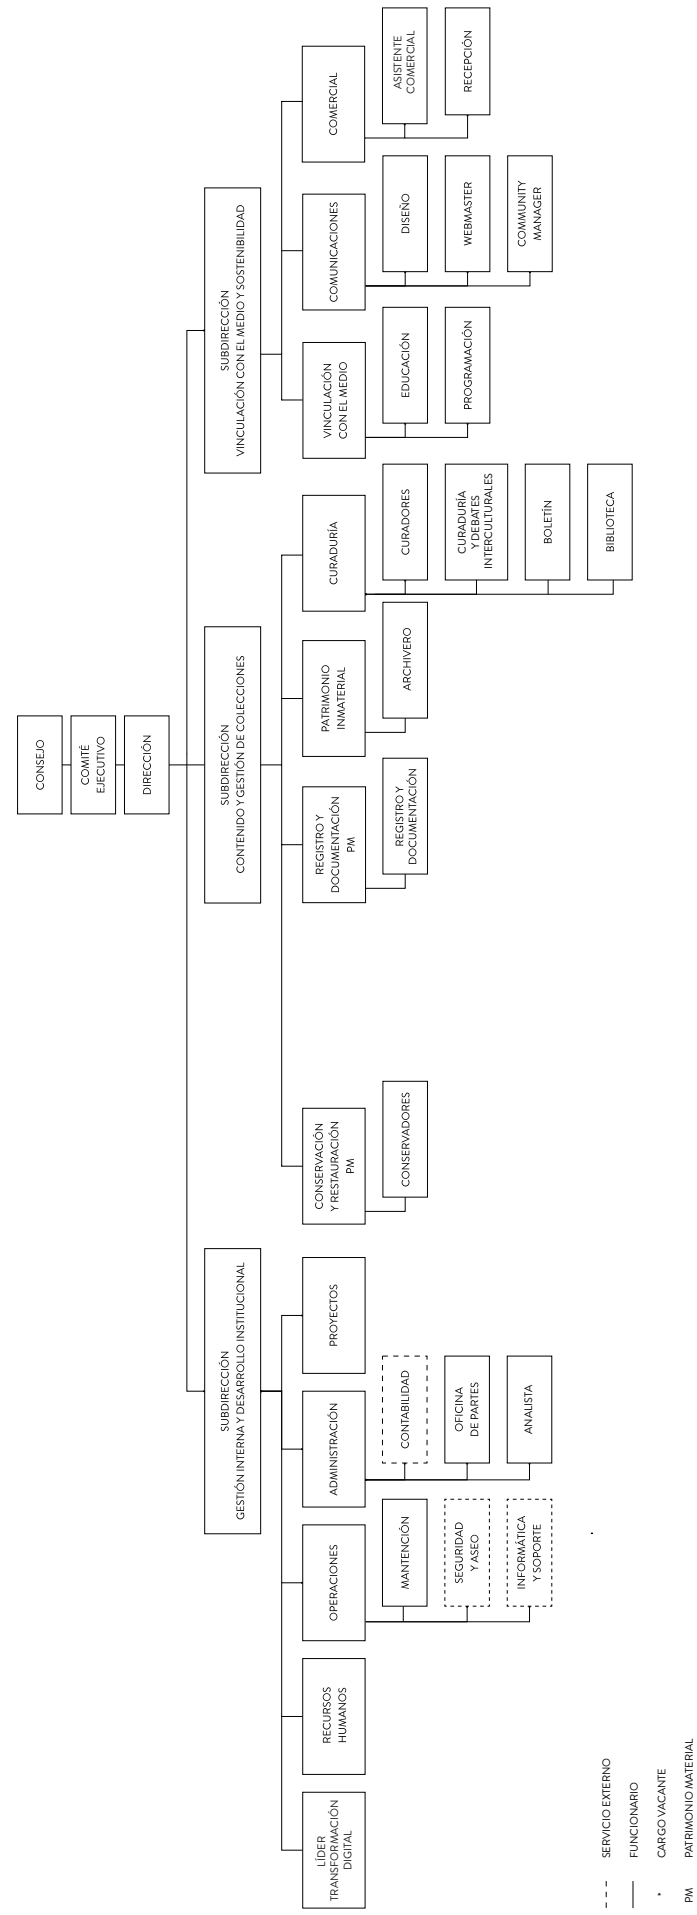 CONSEJO
COMITÉ
EJECUTIVO
DIRECCIÓN
SUBDIRECCIÓN
GESTIÓN INTERNA Y DESARROLLO INSTITUCIONAL
SUBDIRECCIÓN
CONTENIDO Y GESTIÓN DE COLECCIONES
SUBDIRECCIÓN
VINCULACIÓN CON EL MEDIO Y SOSTENIBILIDAD
LÍDER
TRANSFORMACIÓN
DIGITAL
RECURSOS
HUMANOS
OPERACIONES
ADMINISTRACIÓN
PROYECTOS
CONSERVACIÓN
Y RESTAURACIÓN
PM
REGISTRO Y
DOCUMENTACIÓN
PM
PATRIMONIO
INMATERIAL
CURADURÍA
VINCULACIÓN
CON EL MEDIO
COMUNICACIONES
COMERCIAL
MANTENCIÓN
SEGURIDAD
Y ASEO
INFORMÁTICA
Y SOPORTE
CONTABILIDAD
OFICINA
DE PARTES
ANALISTA
CONSERVADORES
REGISTRO Y
DOCUMENTACIÓN
ARCHIVERO
CURADORES
CURADURÍA
Y DEBATES
INTERCULTURALES
BOLETÍN
BIBLIOTECA
EDUCACIÓN
PROGRAMACIÓN
DISEÑO
WEBMASTER
COMMUNITY
MANAGER
ASISTENTE
COMERCIAL
RECEPCIÓN
SERVICIO EXTERNO
FUNCIONARIO
* CARGO VACANTE
PM PATRIMONIO MATERIAL